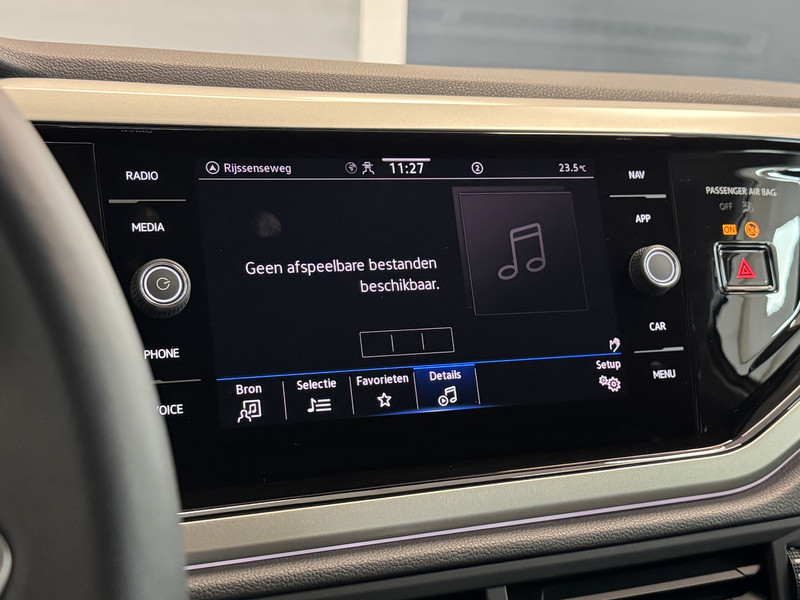 RADIO
MEDIA
PHONE
VOICE
Rijssenseweg
11:27
2
23.5°C
Geen afspeelbare bestanden
beschikbaar.
Bron
Selectie
Favorieten
Details
Setup
NAV
APP
CAR
MENU
PASSENGER AIR BAG
OFF
ON